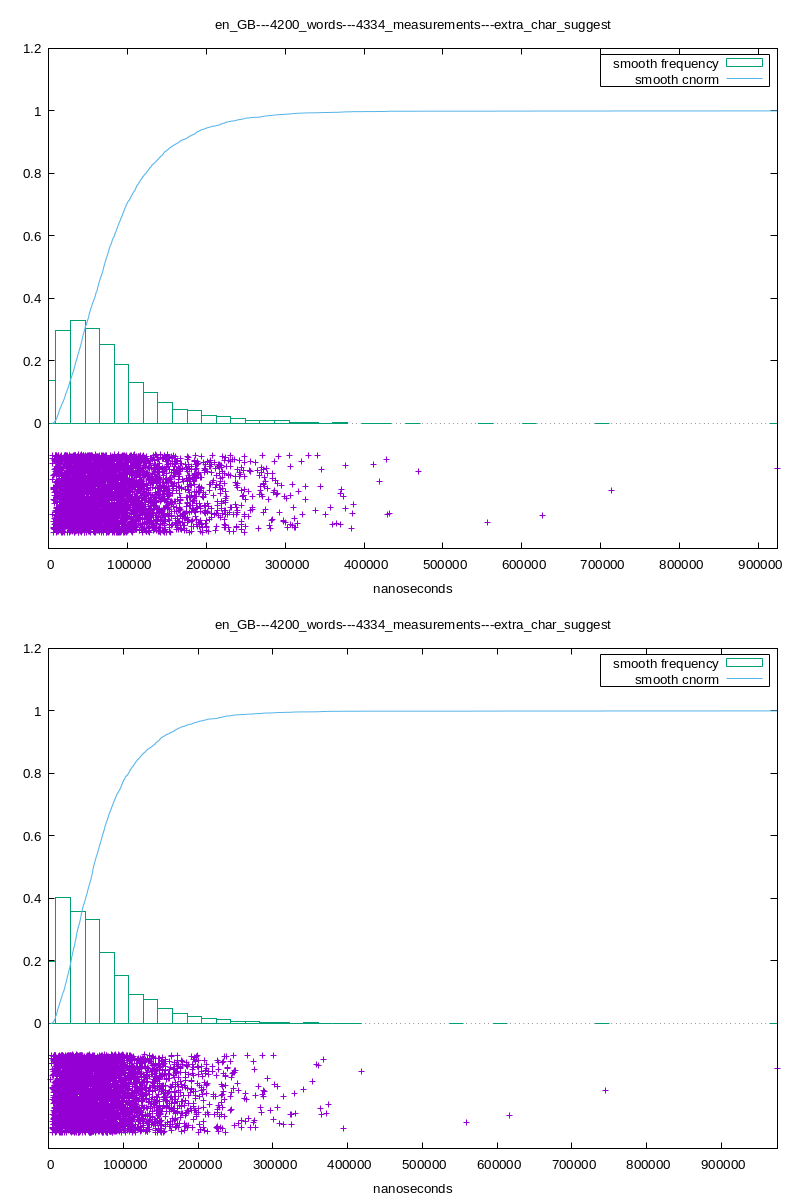 en_GB---4200_words---4334_measurements---extra_char_suggest
1.2
smooth frequency
smooth cnorm
1
0.8
0.6
0.4
0.2
0
0 100000 200000 300000 400000 500000 600000 700000 800000 900000
nanoseconds
en_GB---4200_words---4334_measurements---extra_char_suggest
1.2
smooth frequency
smooth cnorm
1
0.8
0.6
0.4
0.2
0
0 100000 200000 300000 400000 500000 600000 700000 800000 900000
nanoseconds